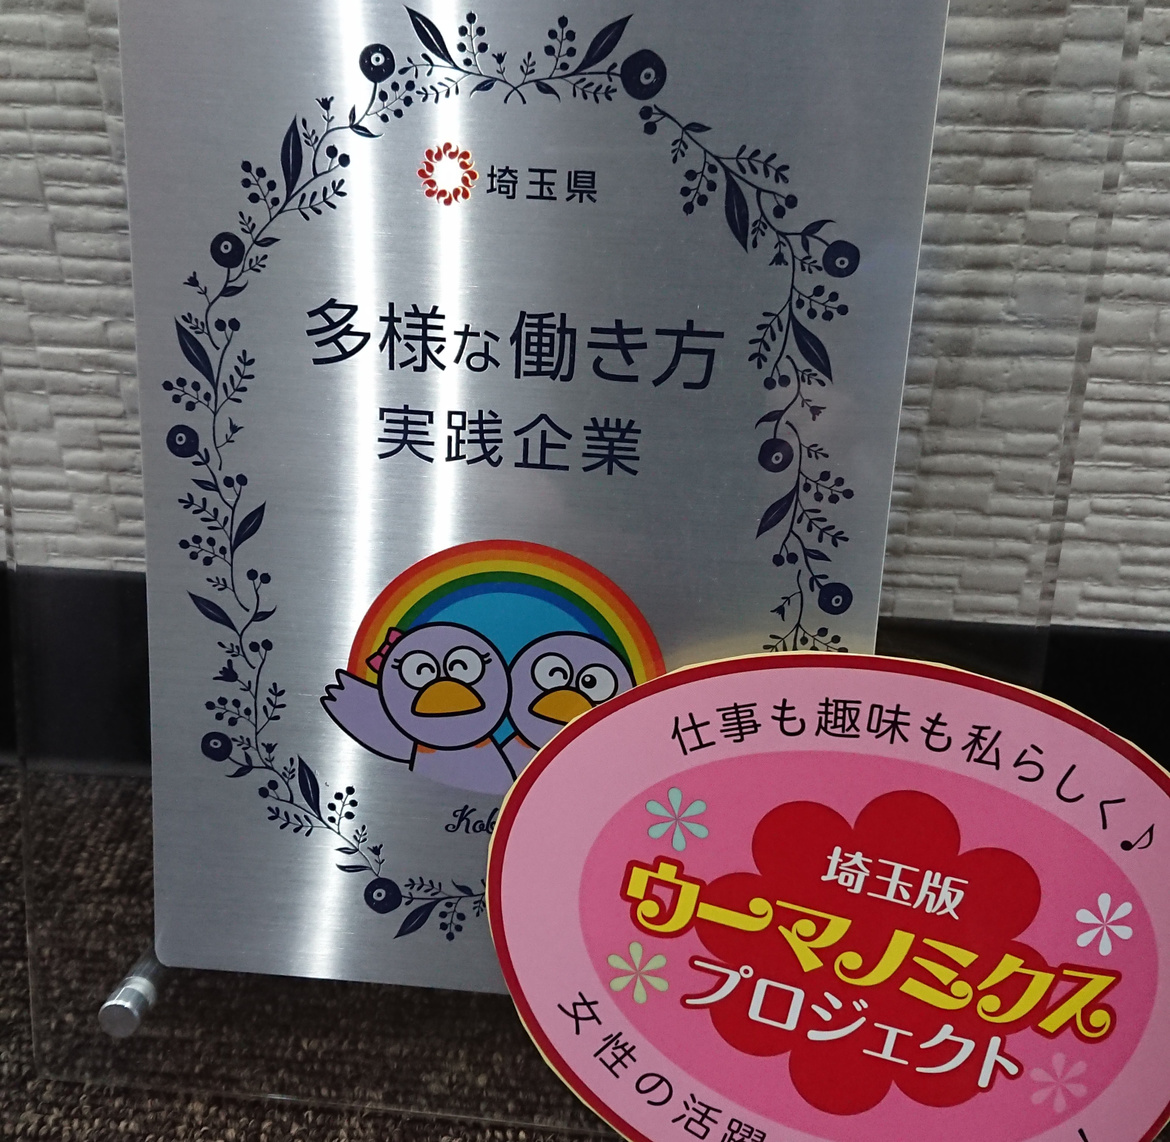 埼玉県
多様な働き方
実践企業
仕事も趣味も私らしく♪
埼玉版
ウーマノミクス
プロジェクト
女性の活躍